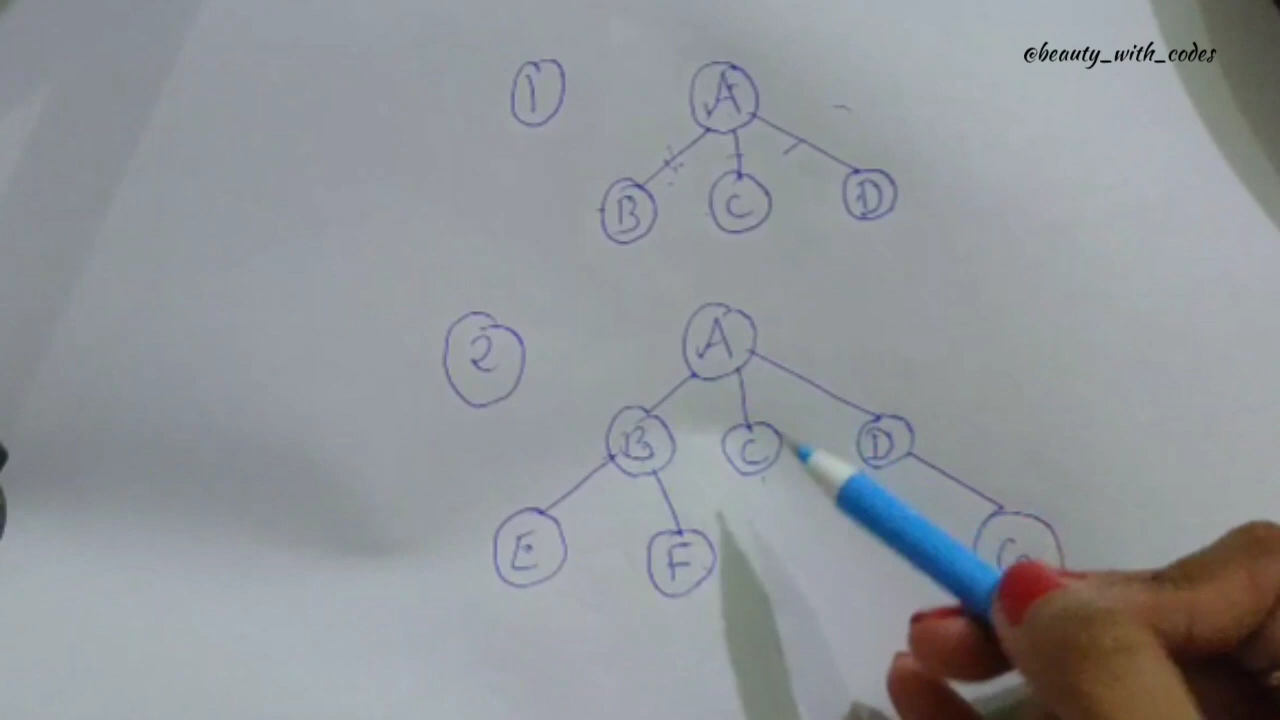 @beauty_with_codes
1 A
B C D
2 A
B C D
E F G